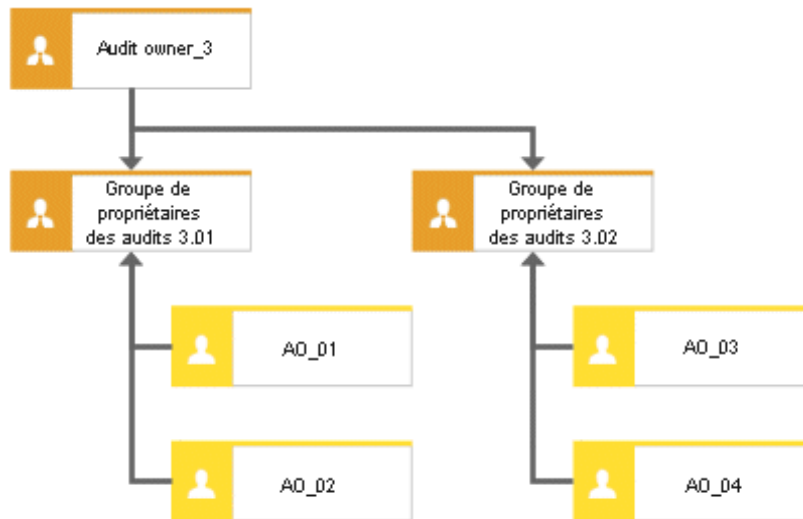 Audit owner_3
Groupe de
propriétaires
des audits 3.01
Groupe de
propriétaires
des audits 3.02
AO_01
AO_03
AO_02
AO_04